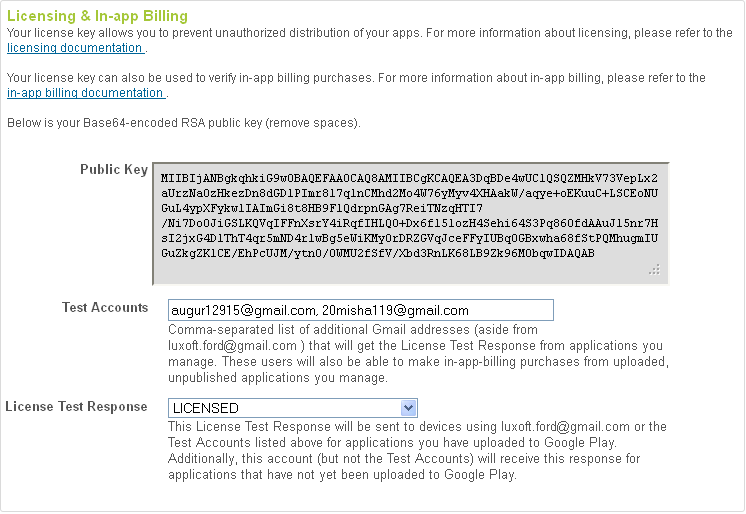 Licensing & In-app Billing
Your license key allows you to prevent unauthorized distribution of your apps. For more information about licensing, please refer to the
licensing documentation .
Your license key can also be used to verify in-app billing purchases. For more information about in-app billing, please refer to the
in-app billing documentation .
Below is your Base64-encoded RSA public key (remove spaces).
Public Key
MIIBIjANBgkqhkiG9w0BAQEFAAOCAQ8AMIIBCgKCAQEA3DqBDe4wUClQSQZMHkV73VepLx2
aUrzNaOzHkezDn8dGDlPImr8l7qlnCMhd2Mo4W76yMyv4XHAakW/aqye+oEKuuC+LSCEoNU
GuL4ypXFykwlIAImGi8t8HB9FlQdrpnGAg7ReiTNzqHTI7
/Ni7DoOJiGSLKQVqIFFnXsrY4iRqfIHLQ0+Dx6fl5lozH4Sehi64S3Pq860fdAAuJl5nr7H
sI2jxG4DlThT4qr5mND4rlwBg5eWiKMyOrDRZGVqJceFFyIUBq0GBxwha68fStPQMhugmIU
GuZkgZKlCE/EhPcUJM/ytn0/0WMU2fSfV/Xbd3RnLK68LB9Zk96M0bqwIDAQAB
Test Accounts
augur12915@gmail.com, 20misha119@gmail.com
Comma-separated list of additional Gmail addresses (aside from
luxoft.ford@gmail.com ) that will get the License Test Response from applications you
manage. These users will also be able to make in-app-billing purchases from uploaded,
unpublished applications you manage.
License Test Response
LICENSED
This License Test Response will be sent to devices using luxoft.ford@gmail.com or the
Test Accounts listed above for applications you have uploaded to Google Play.
Additionally, this account (but not the Test Accounts) will receive this response for
applications that have not yet been uploaded to Google Play.